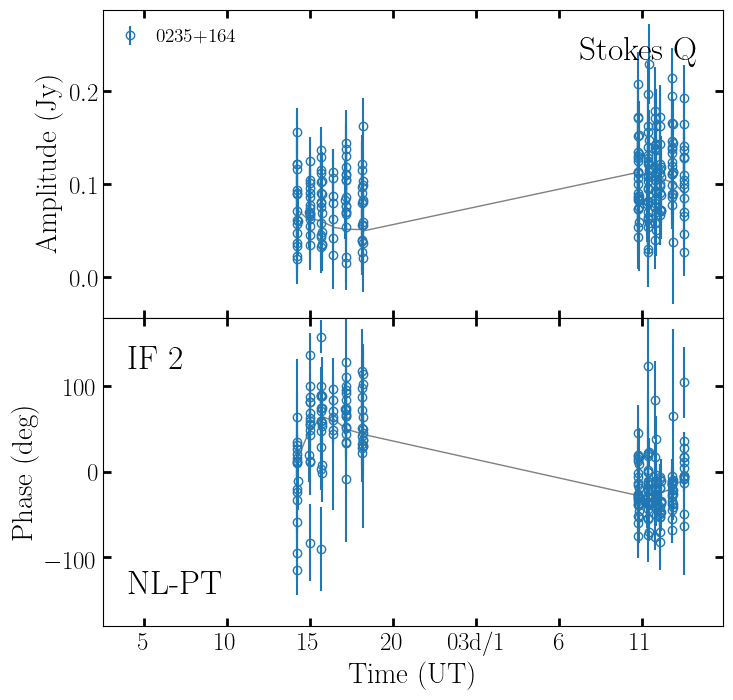 0235+164
Stokes Q
Amplitude (Jy)
0.2
0.1
0.0
IF 2
Phase (deg)
100
0
−100
NL-PT
5 10 15 20 03d/1 6 11
Time (UT)